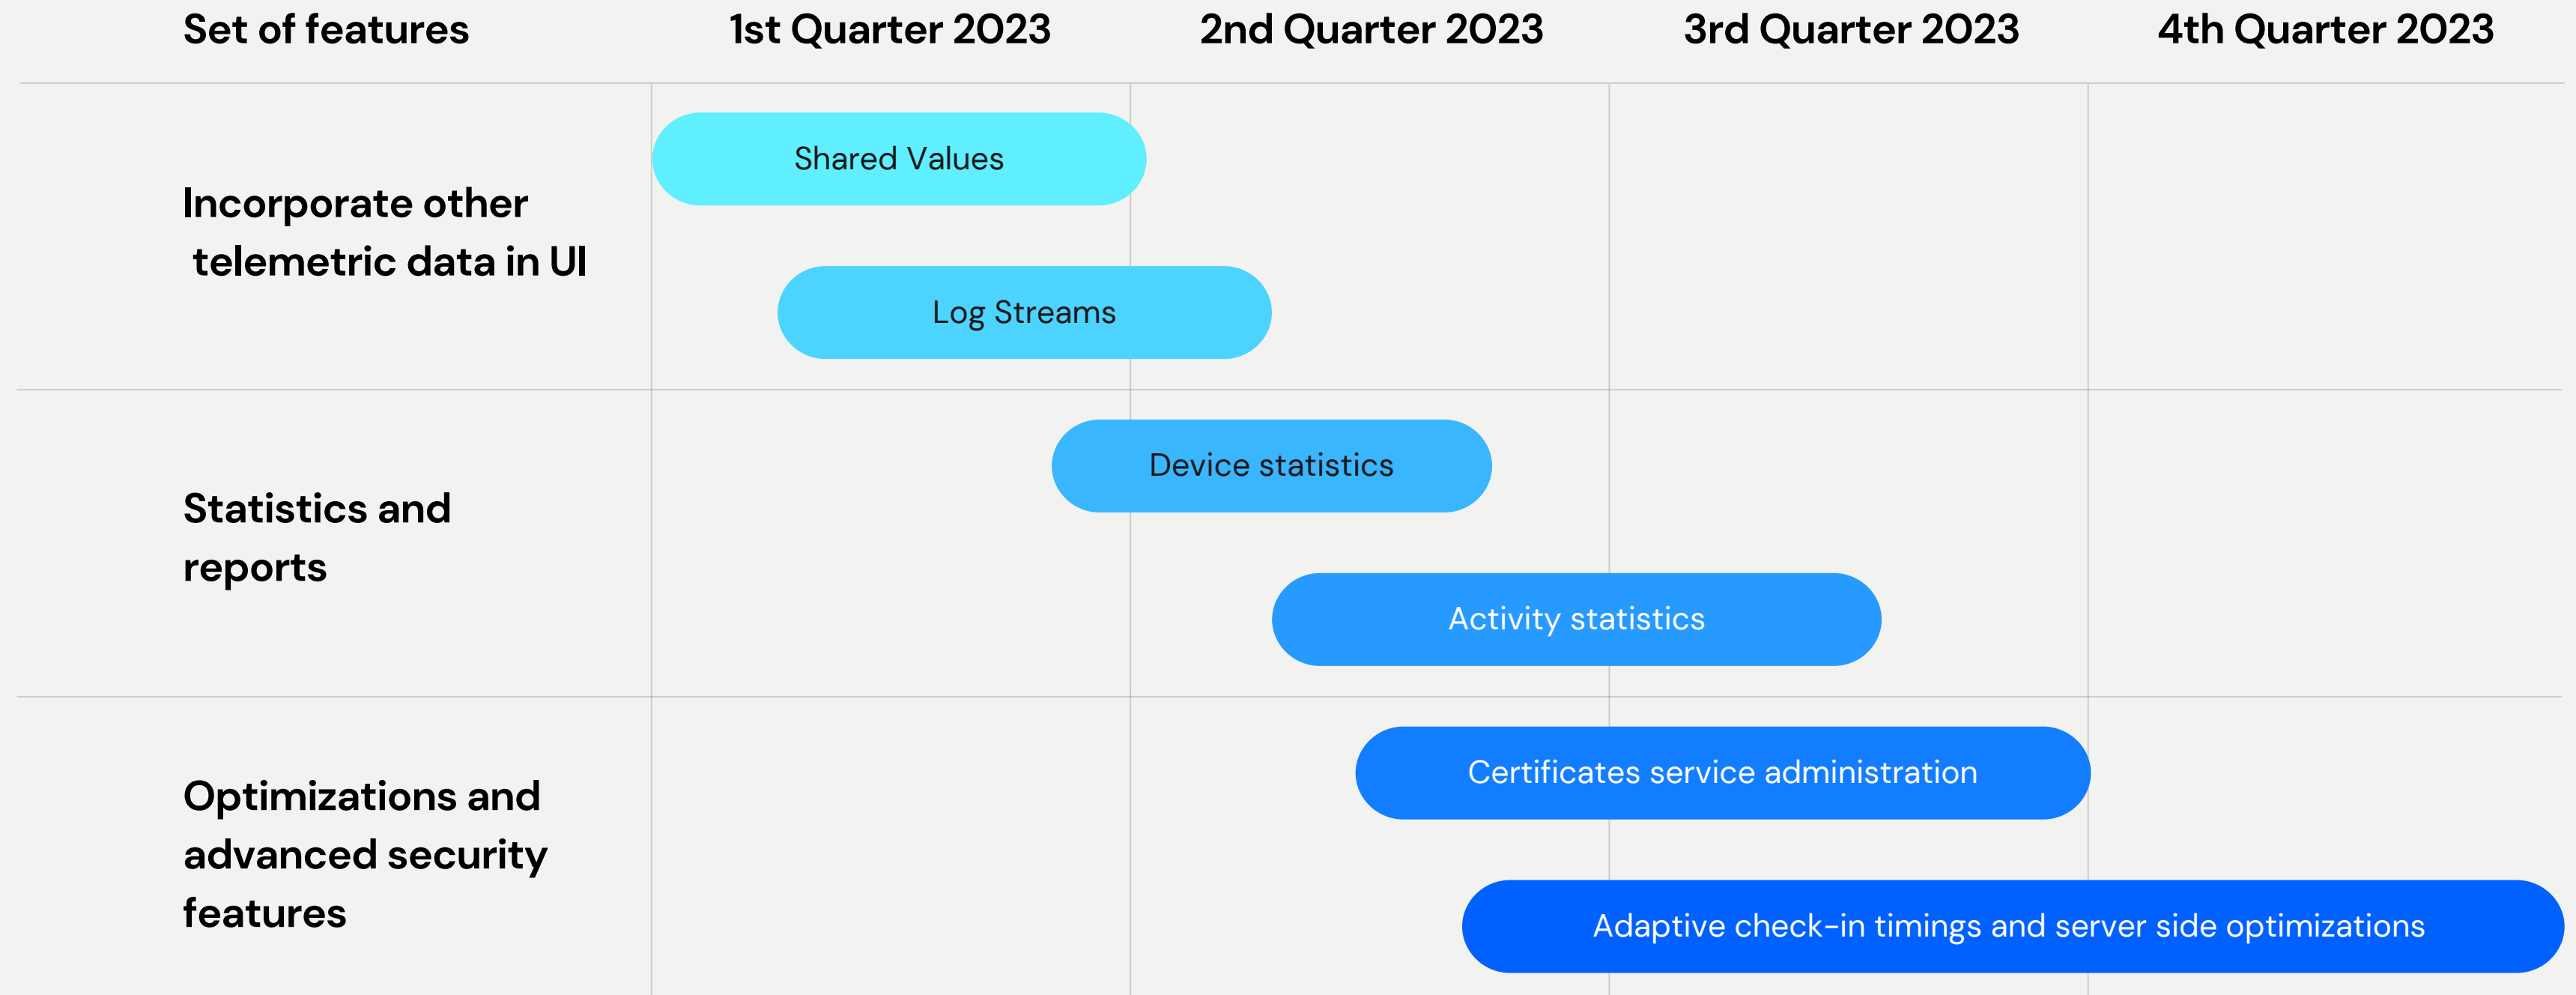 Set of features
1st Quarter 2023
2nd Quarter 2023
3rd Quarter 2023
4th Quarter 2023
Incorporate other
telemetric data in UI
Shared Values
Log Streams
Statistics and
reports
Device statistics
Activity statistics
Optimizations and
advanced security
features
Certificates service administration
Adaptive check-in timings and server side optimizations